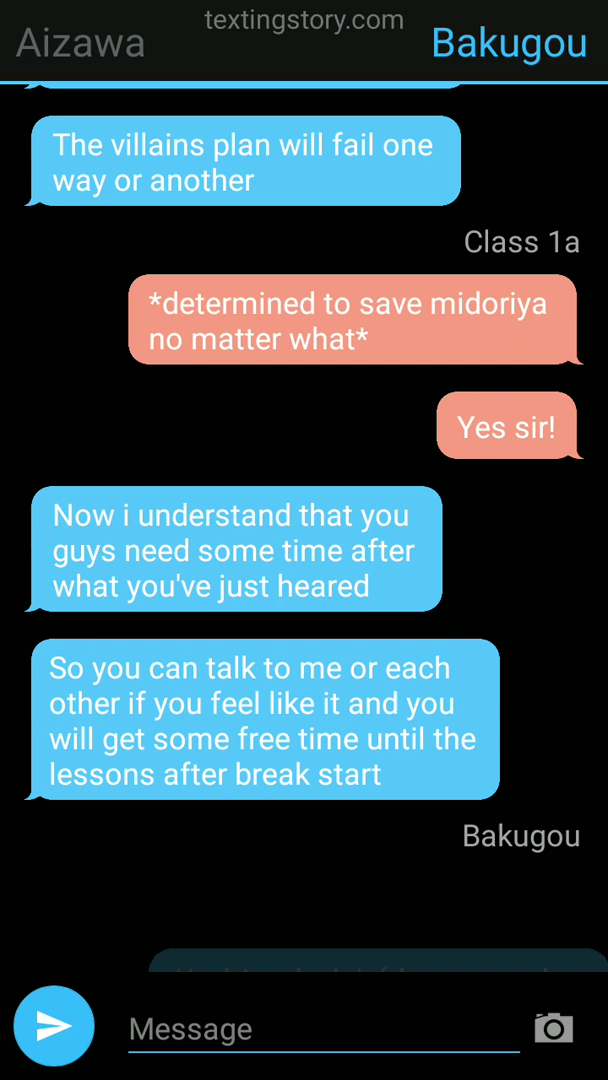 textingstory.com
Aizawa
Bakugou
The villains plan will fail one
way or another
Class 1a
*determined to save midoriya
no matter what*
Yes sir!
Now i understand that you
guys need some time after
what you've just heared
So you can talk to me or each
other if you feel like it and you
will get some free time until the
lessons after break start
Bakugou
Message